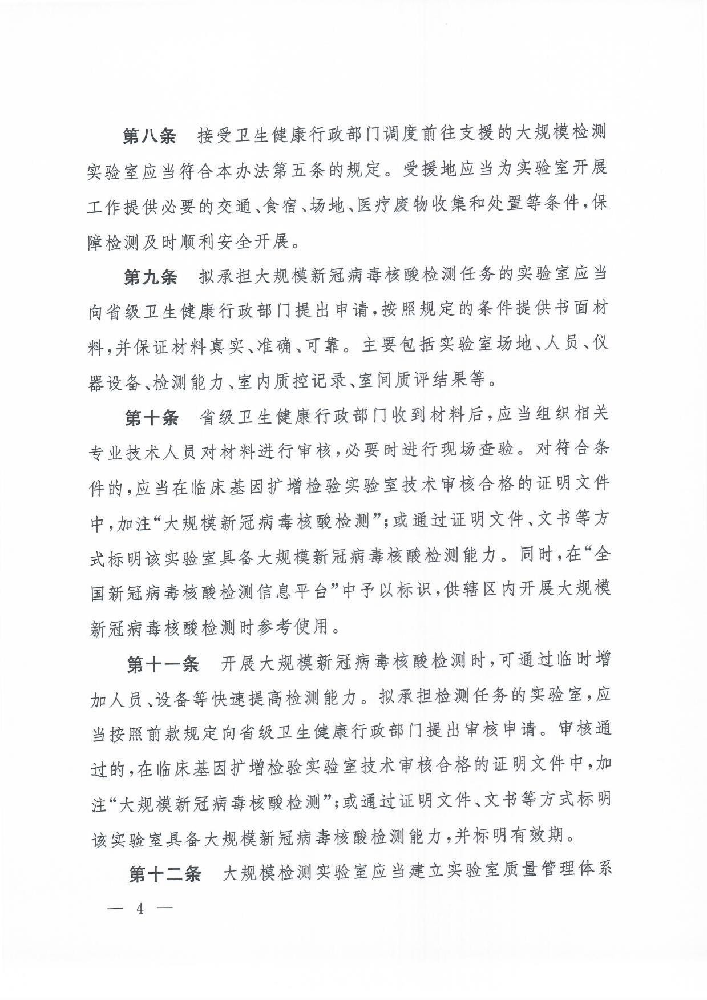 第八条 接受卫生健康行政部门调度前往支援的大规模检测
实验室应当符合本办法第五条的规定。受援地应当为实验室开展
工作提供必要的交通、食宿、场地、医疗废物收集和处置等条件,保
障检测及时顺利安全开展。
第九条 拟承担大规模新冠病毒核酸检测任务的实验室应当
向省级卫生健康行政部门提出申请,按照规定的条件提供书面材
料,并保证材料真实、准确、可靠。主要包括实验室场地、人员、仪
器设备、检测能力、室内质控记录、室间质评结果等。
第十条 省级卫生健康行政部门收到材料后,应当组织相关
专业技术人员对材料进行审核,必要时进行现场查验。对符合条
件的,应当在临床基因扩增检验实验室技术审核合格的证明文件
中,加注“大规模新冠病毒核酸检测”;或通过证明文件、文书等方
式标明该实验室具备大规模新冠病毒核酸检测能力。同时,在“全
国新冠病毒核酸检测信息平台”中予以标识,供辖区内开展大规模
新冠病毒核酸检测时参考使用。
第十一条 开展大规模新冠病毒核酸检测时,可通过临时增
加人员、设备等快速提高检测能力。拟承担检测任务的实验室,应
当按照前款规定向省级卫生健康行政部门提出审核申请。审核通
过的,在临床基因扩增检验实验室技术审核合格的证明文件中,加
注“大规模新冠病毒核酸检测”;或通过证明文件、文书等方式标明
该实验室具备大规模新冠病毒核酸检测能力,并标明有效期。
第十二条 大规模检测实验室应当建立实验室质量管理体系
— 4 —